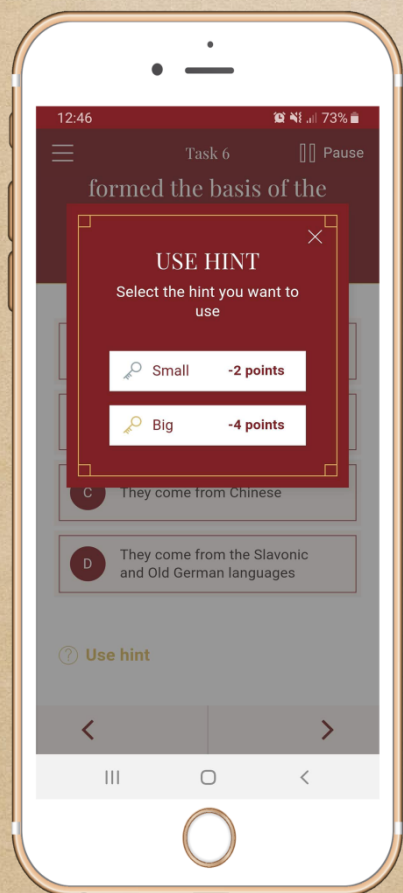 12:46
73%
Task 6
Pause
formed the basis of the
USE HINT
Select the hint you want to
use
Small -2 points
Big -4 points
C They come from Chinese
D They come from the Slavonic
and Old German languages
? Use hint